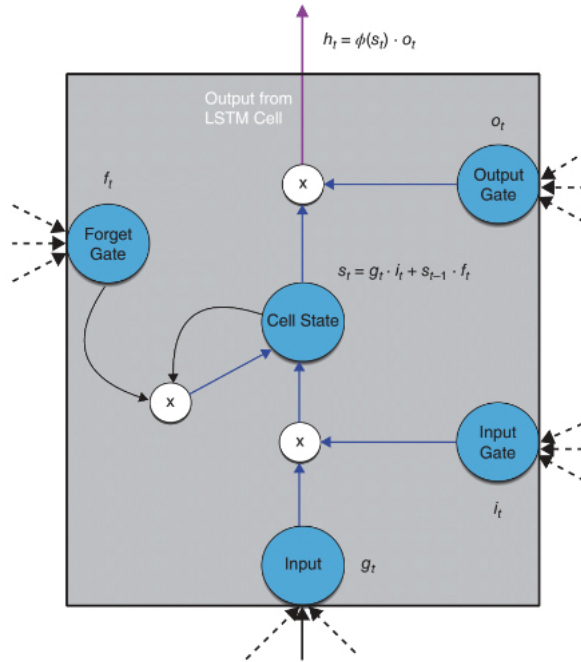 hₜ = ϕ(sₜ) · oₜ
Output from
LSTM Cell
oₜ
fₜ
x
Output
Gate
Forget
Gate
sₜ = gₜ · iₜ + sₜ₋₁ · fₜ
Cell State
x
x
Input
Gate
iₜ
Input
gₜ